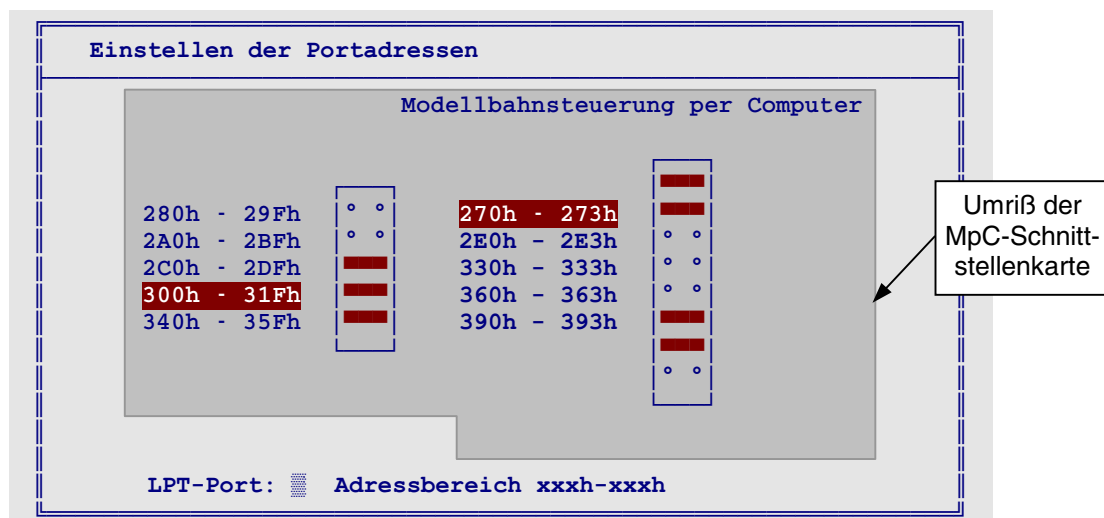 Einstellen der Portadressen
Modellbahnsteuerung per Computer
280h - 29Fh
2A0h - 2BFh
2C0h - 2DFh
300h - 31Fh
340h - 35Fh
270h - 273h
2E0h – 2E3h
330h – 333h
360h – 363h
390h – 393h
Umriß der
MpC-Schnitt-
stellenkarte
LPT-Port: ▒ Adressbereich xxxh-xxxh